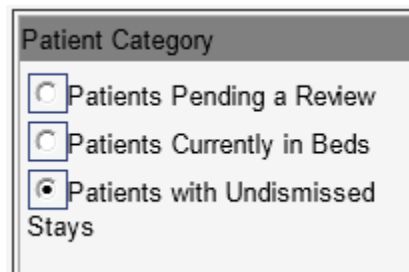 Patient Category
Patients Pending a Review
Patients Currently in Beds
Patients with Undismissed
Stays